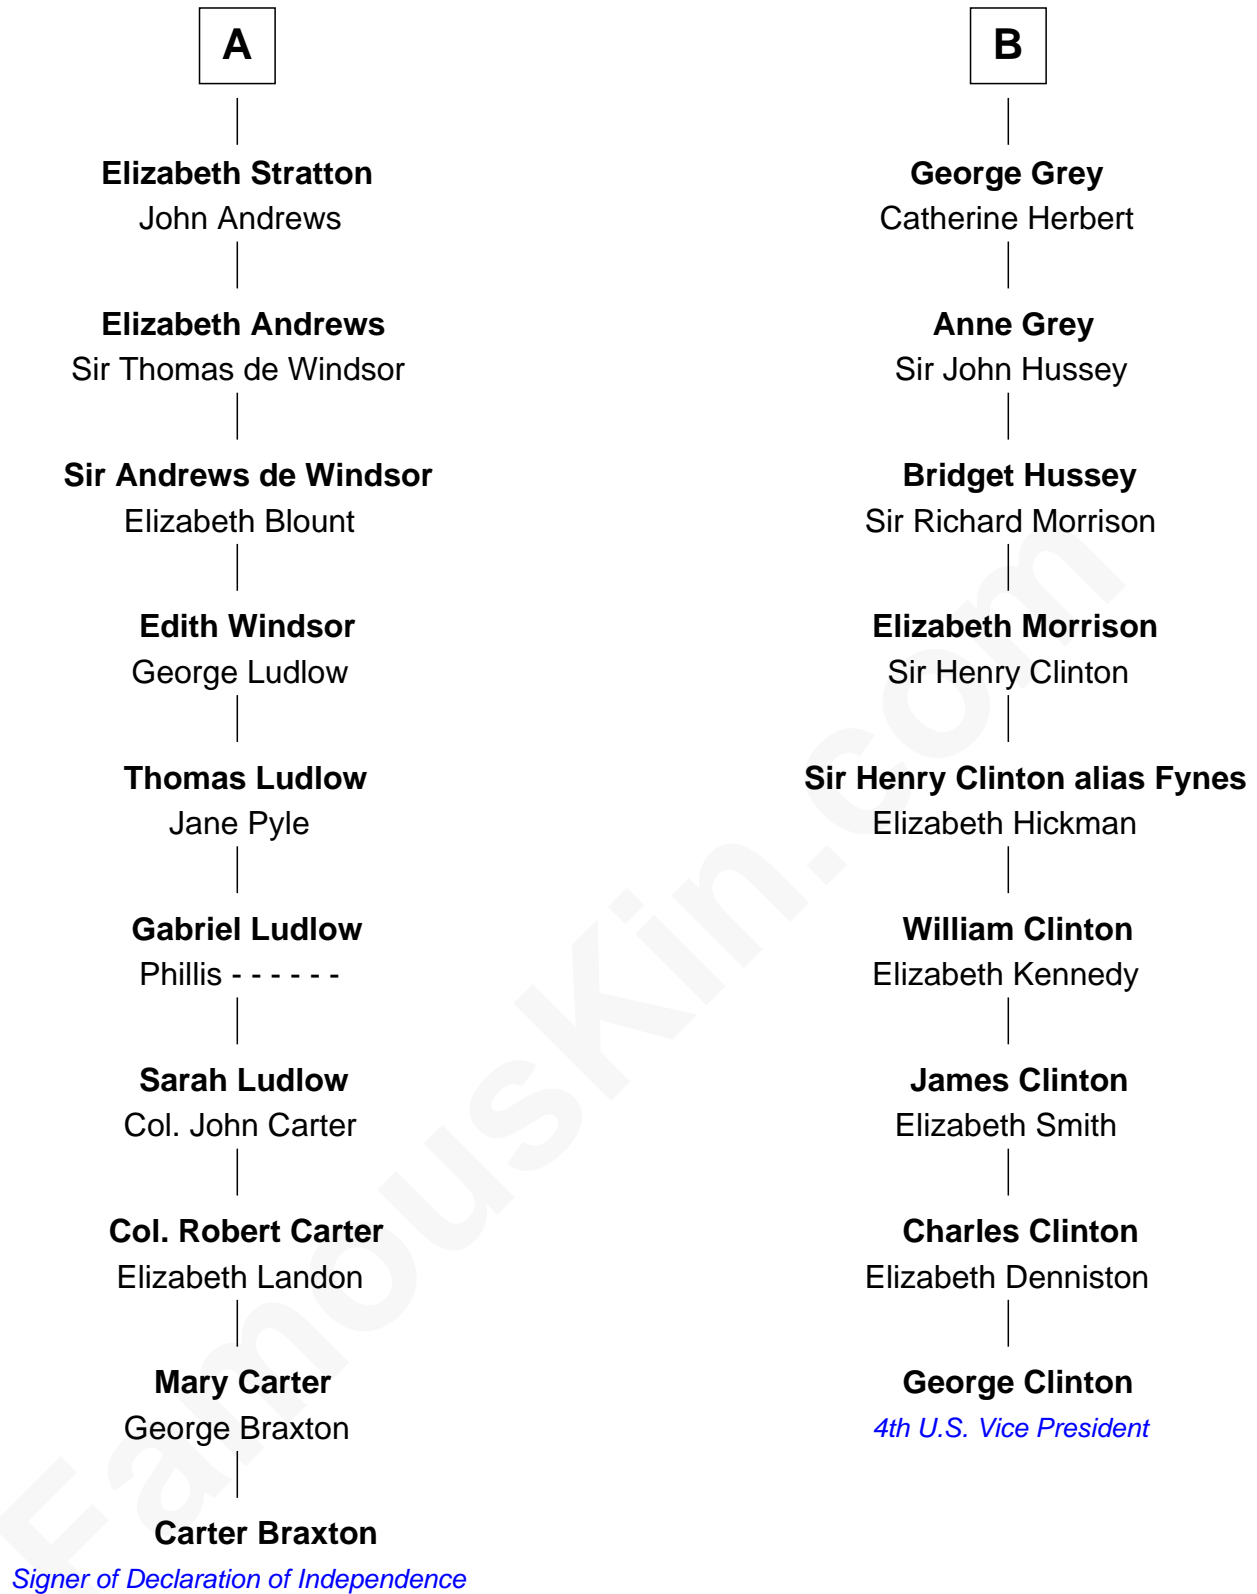 A
Elizabeth Stratton
John Andrews
Elizabeth Andrews
Sir Thomas de Windsor
Sir Andrews de Windsor
Elizabeth Blount
Edith Windsor
George Ludlow
Thomas Ludlow
Jane Pyle
Gabriel Ludlow
Phillis - - - - - -
Sarah Ludlow
Col. John Carter
Col. Robert Carter
Elizabeth Landon
Mary Carter
George Braxton
Carter Braxton
Signer of Declaration of Independence
B
George Grey
Catherine Herbert
Anne Grey
Sir John Hussey
Bridget Hussey
Sir Richard Morrison
Elizabeth Morrison
Sir Henry Clinton
Sir Henry Clinton alias Fynes
Elizabeth Hickman
William Clinton
Elizabeth Kennedy
James Clinton
Elizabeth Smith
Charles Clinton
Elizabeth Denniston
George Clinton
4th U.S. Vice President
FamousKin.com